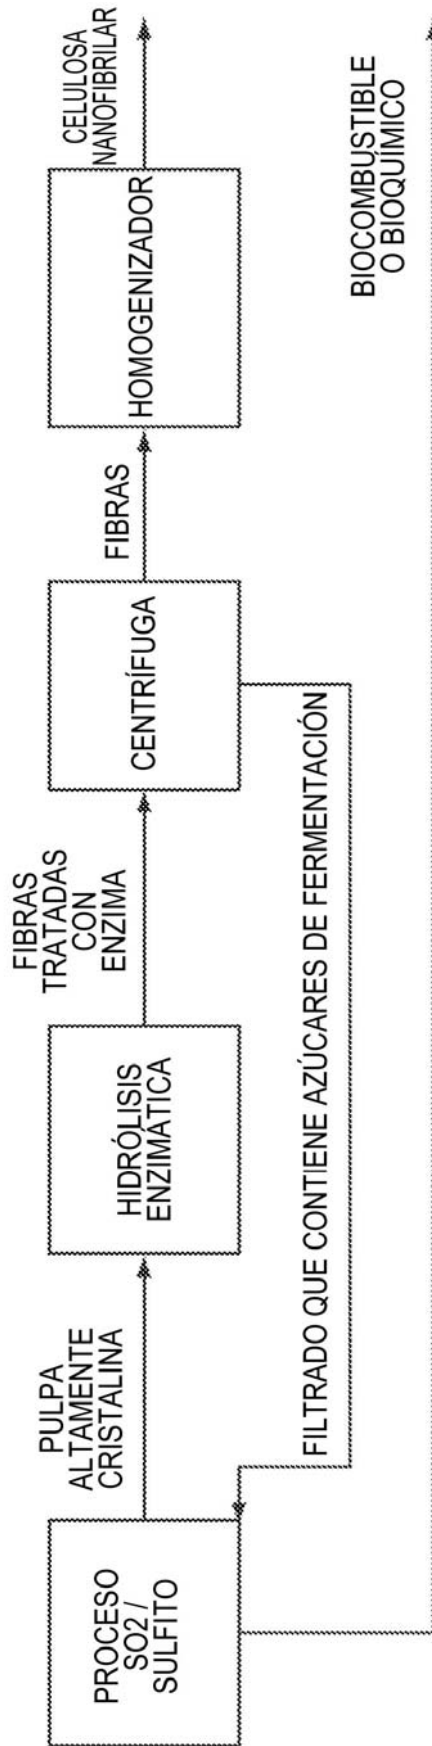 PROCESO
SO2 /
SULFITO
PULPA
ALTAMENTE
CRISTALINA
HIDRÓLISIS
ENZIMÁTICA
FIBRAS
TRATADAS
CON
ENZIMA
CENTRÍFUGA
FIBRAS
HOMOGENIZADOR
CELULOSA
NANOFIBRILAR
FILTRADO QUE CONTIENE AZÚCARES DE FERMENTACIÓN
BIOCOMBUSTIBLE
O BIOQUÍMICO